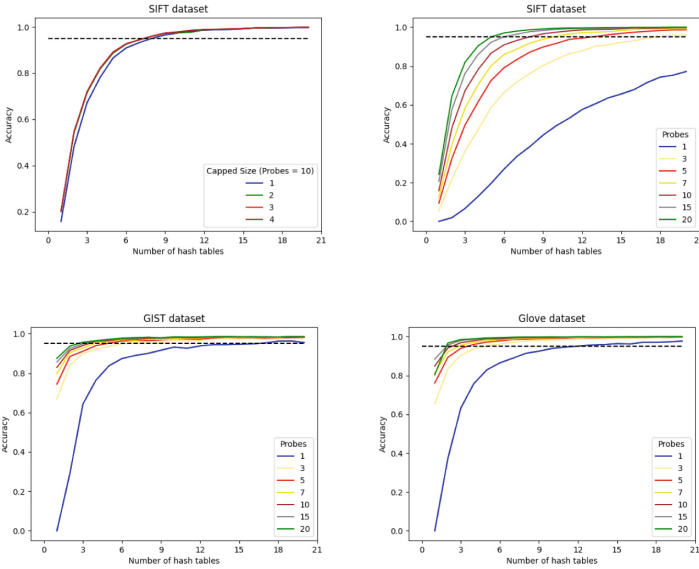 SIFT dataset
1.0
0.8
0.6
0.4
0.2
Accuracy
Capped Size (Probes = 10)
1
2
3
4
0 3 6 9 12 15 18 21
Number of hash tables
SIFT dataset
1.0
0.8
0.6
0.4
0.2
0.0
Accuracy
Probes
1
3
5
7
10
15
20
0 3 6 9 12 15 18 21
Number of hash tables
GIST dataset
1.0
0.8
0.6
0.4
0.2
0.0
Accuracy
Probes
1
3
5
7
10
15
20
0 3 6 9 12 15 18 21
Number of hash tables
Glove dataset
1.0
0.8
0.6
0.4
0.2
0.0
Accuracy
Probes
1
3
5
7
10
15
20
0 3 6 9 12 15 18 21
Number of hash tables